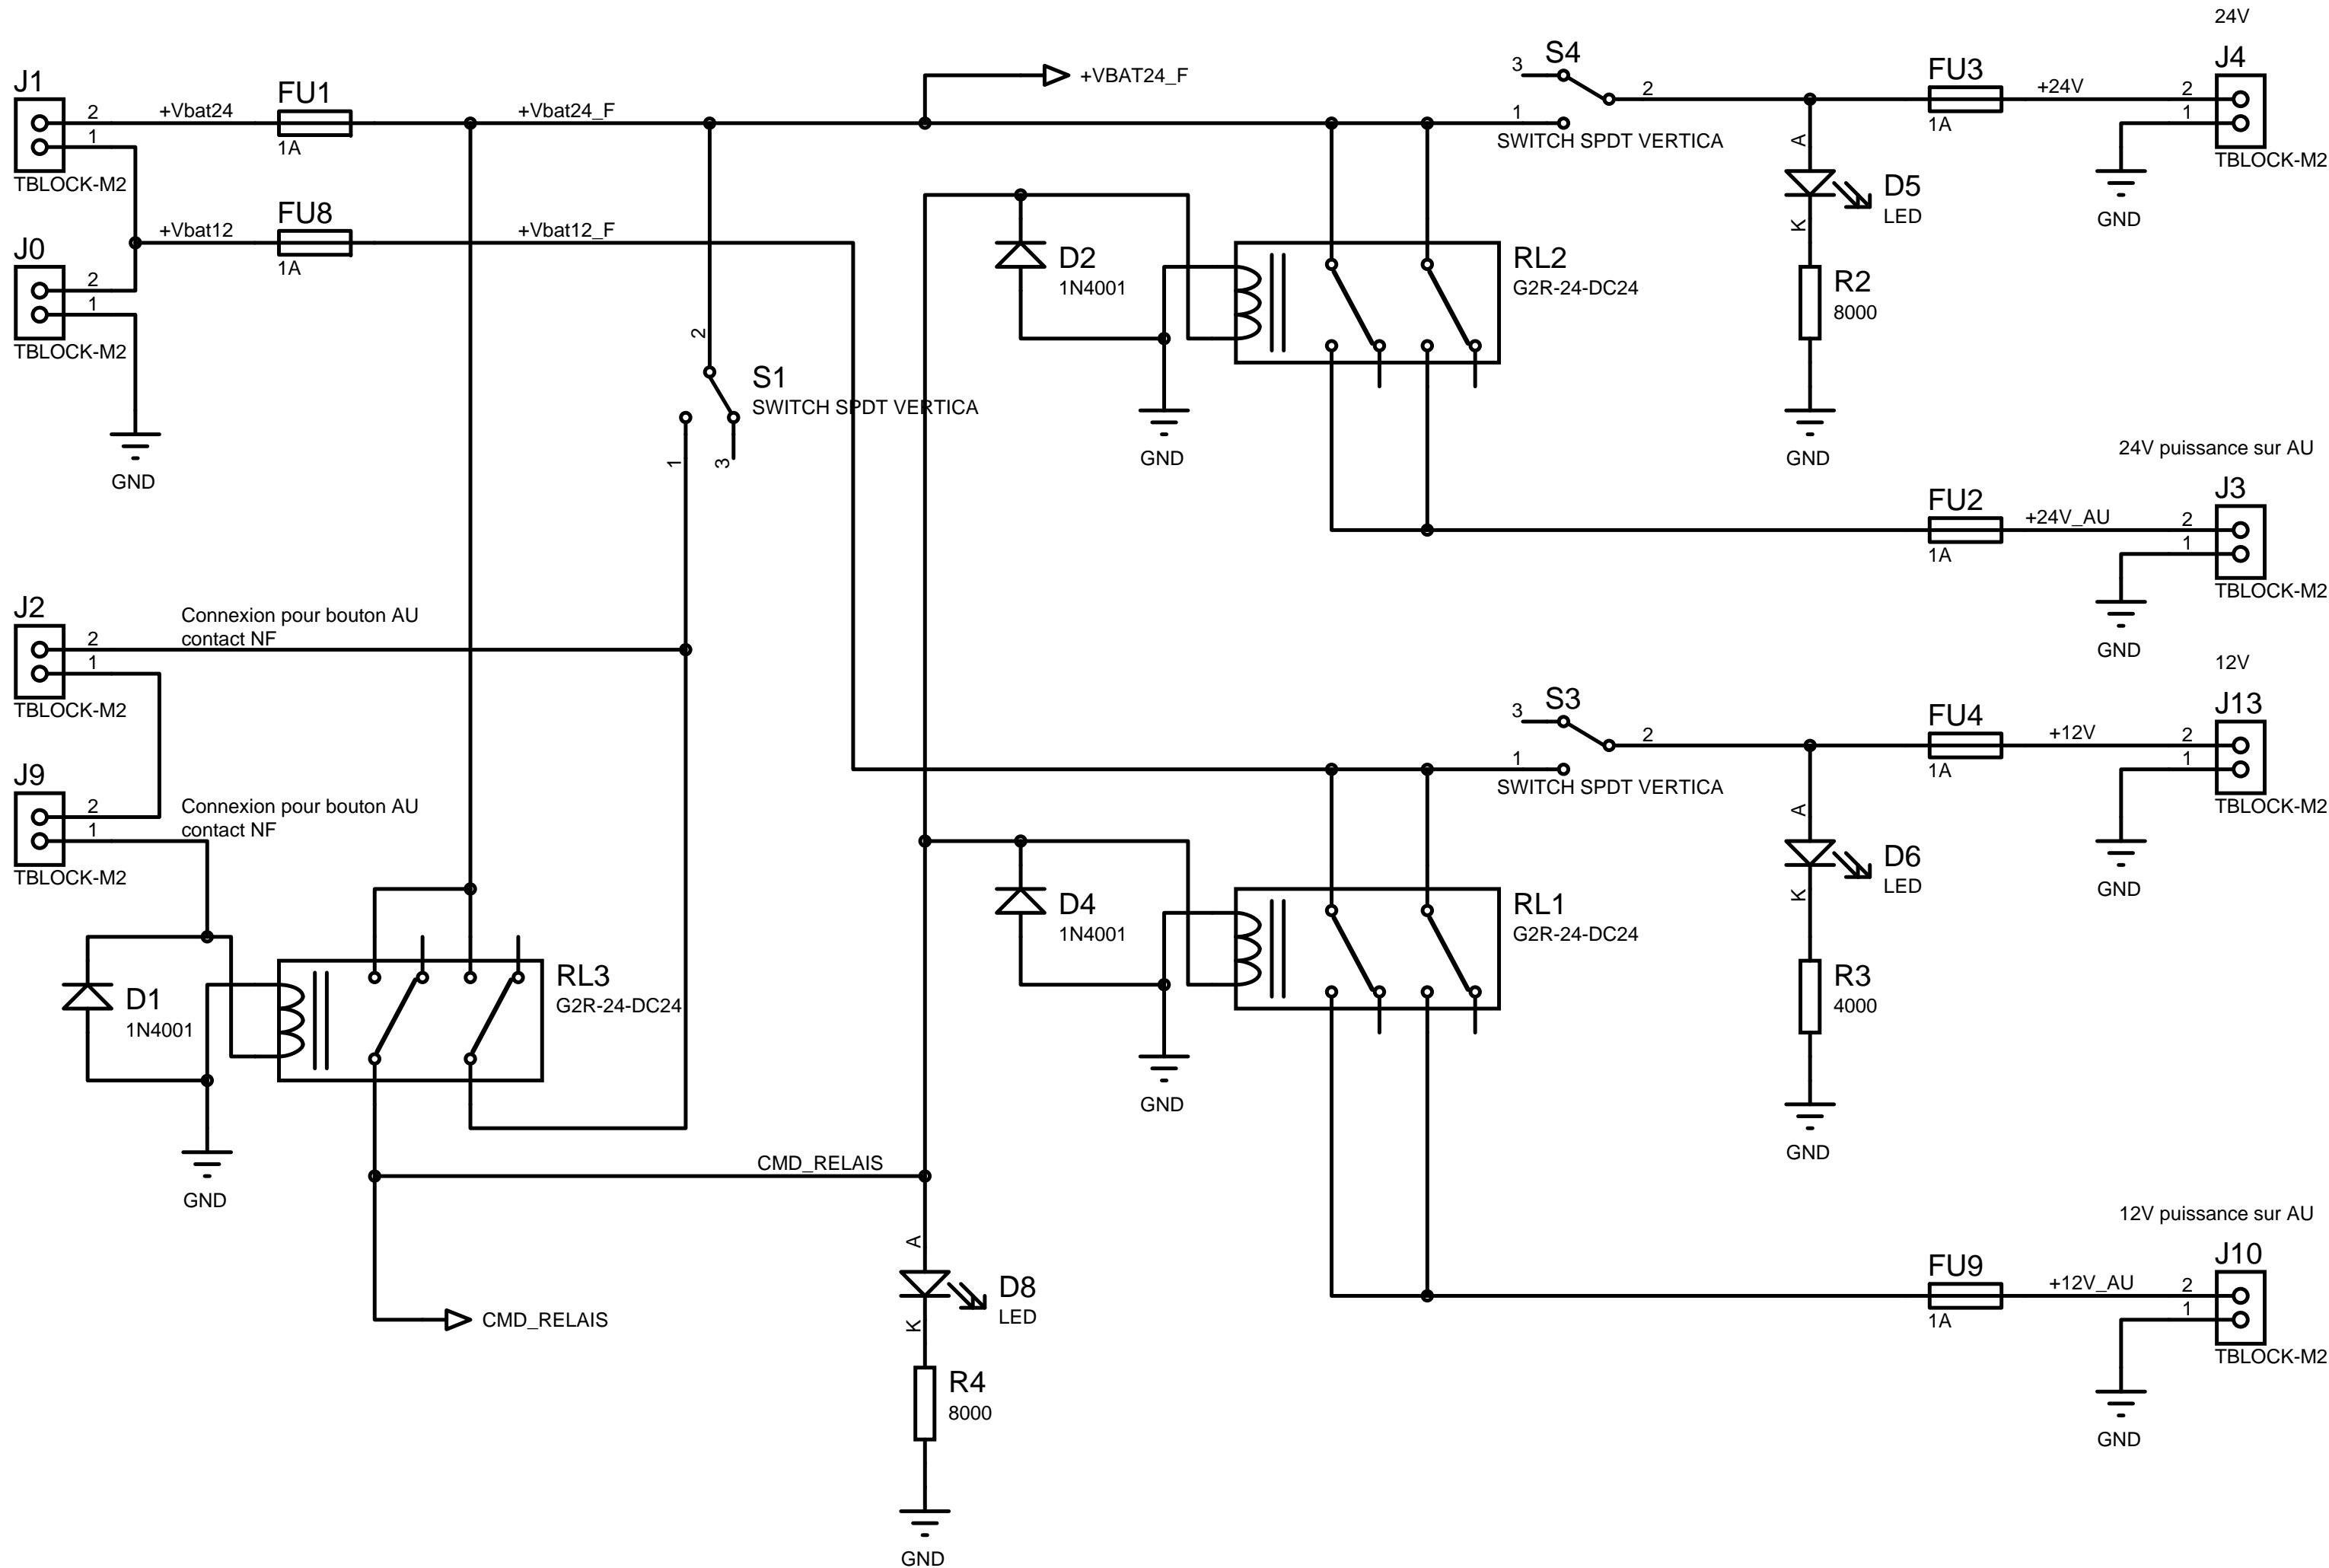 24V
J1
2
1
TBLOCK-M2
+Vbat24
FU1
1A
+Vbat24_F
+VBAT24_F
3
S4
2
1
SWITCH SPDT VERTICA
FU3
1A
+24V
J4
2
1
TBLOCK-M2
GND
J0
2
1
TBLOCK-M2
GND
+Vbat12
FU8
1A
+Vbat12_F
2
S1
SWITCH SPDT VERTICA
1
3
D2
1N4001
GND
RL2
G2R-24-DC24
A
D5
LED
K
R2
8000
GND
24V puissance sur AU
FU2
1A
+24V_AU
J3
2
1
TBLOCK-M2
GND
J2
2
1
TBLOCK-M2
Connexion pour bouton AU
contact NF
J9
2
1
TBLOCK-M2
Connexion pour bouton AU
contact NF
12V
3
S3
2
1
SWITCH SPDT VERTICA
FU4
1A
+12V
J13
2
1
TBLOCK-M2
GND
D1
1N4001
GND
RL3
G2R-24-DC24
D4
1N4001
GND
RL1
G2R-24-DC24
A
D6
LED
K
R3
4000
GND
CMD_RELAIS
CMD_RELAIS
A
D8
LED
K
R4
8000
GND
12V puissance sur AU
FU9
1A
+12V_AU
J10
2
1
TBLOCK-M2
GND